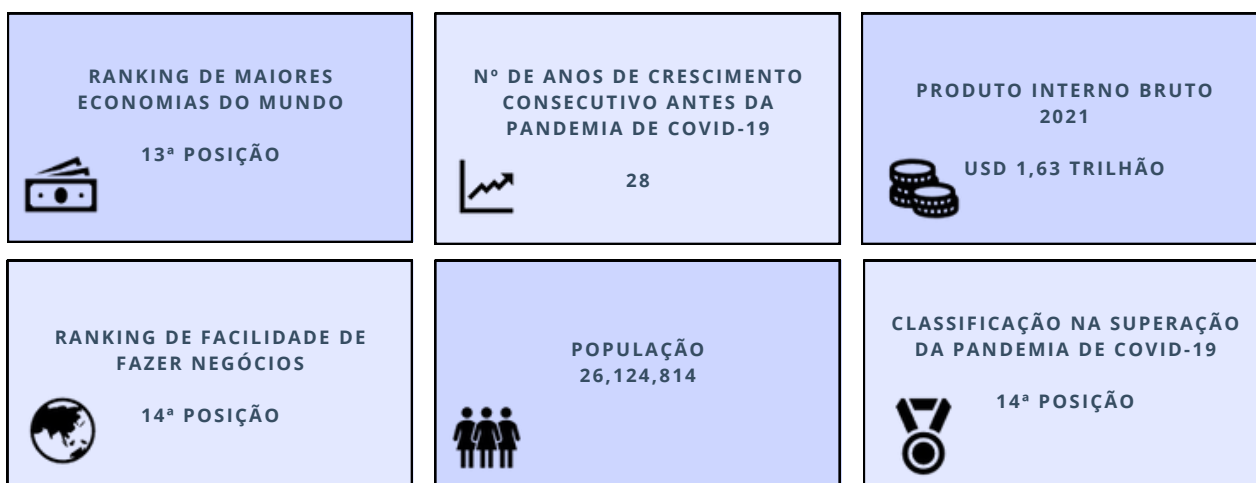 RANKING DE MAIORES
ECONOMIAS DO MUNDO
13ª POSIÇÃO
Nº DE ANOS DE CRESCIMENTO
CONSECUTIVO ANTES DA
PANDEMIA DE COVID-19
28
PRODUTO INTERNO BRUTO
2021
USD 1,63 TRILHÃO
RANKING DE FACILIDADE DE
FAZER NEGÓCIOS
14ª POSIÇÃO
POPULAÇÃO
26,124,814
CLASSIFICAÇÃO NA SUPERAÇÃO
DA PANDEMIA DE COVID-19
14ª POSIÇÃO